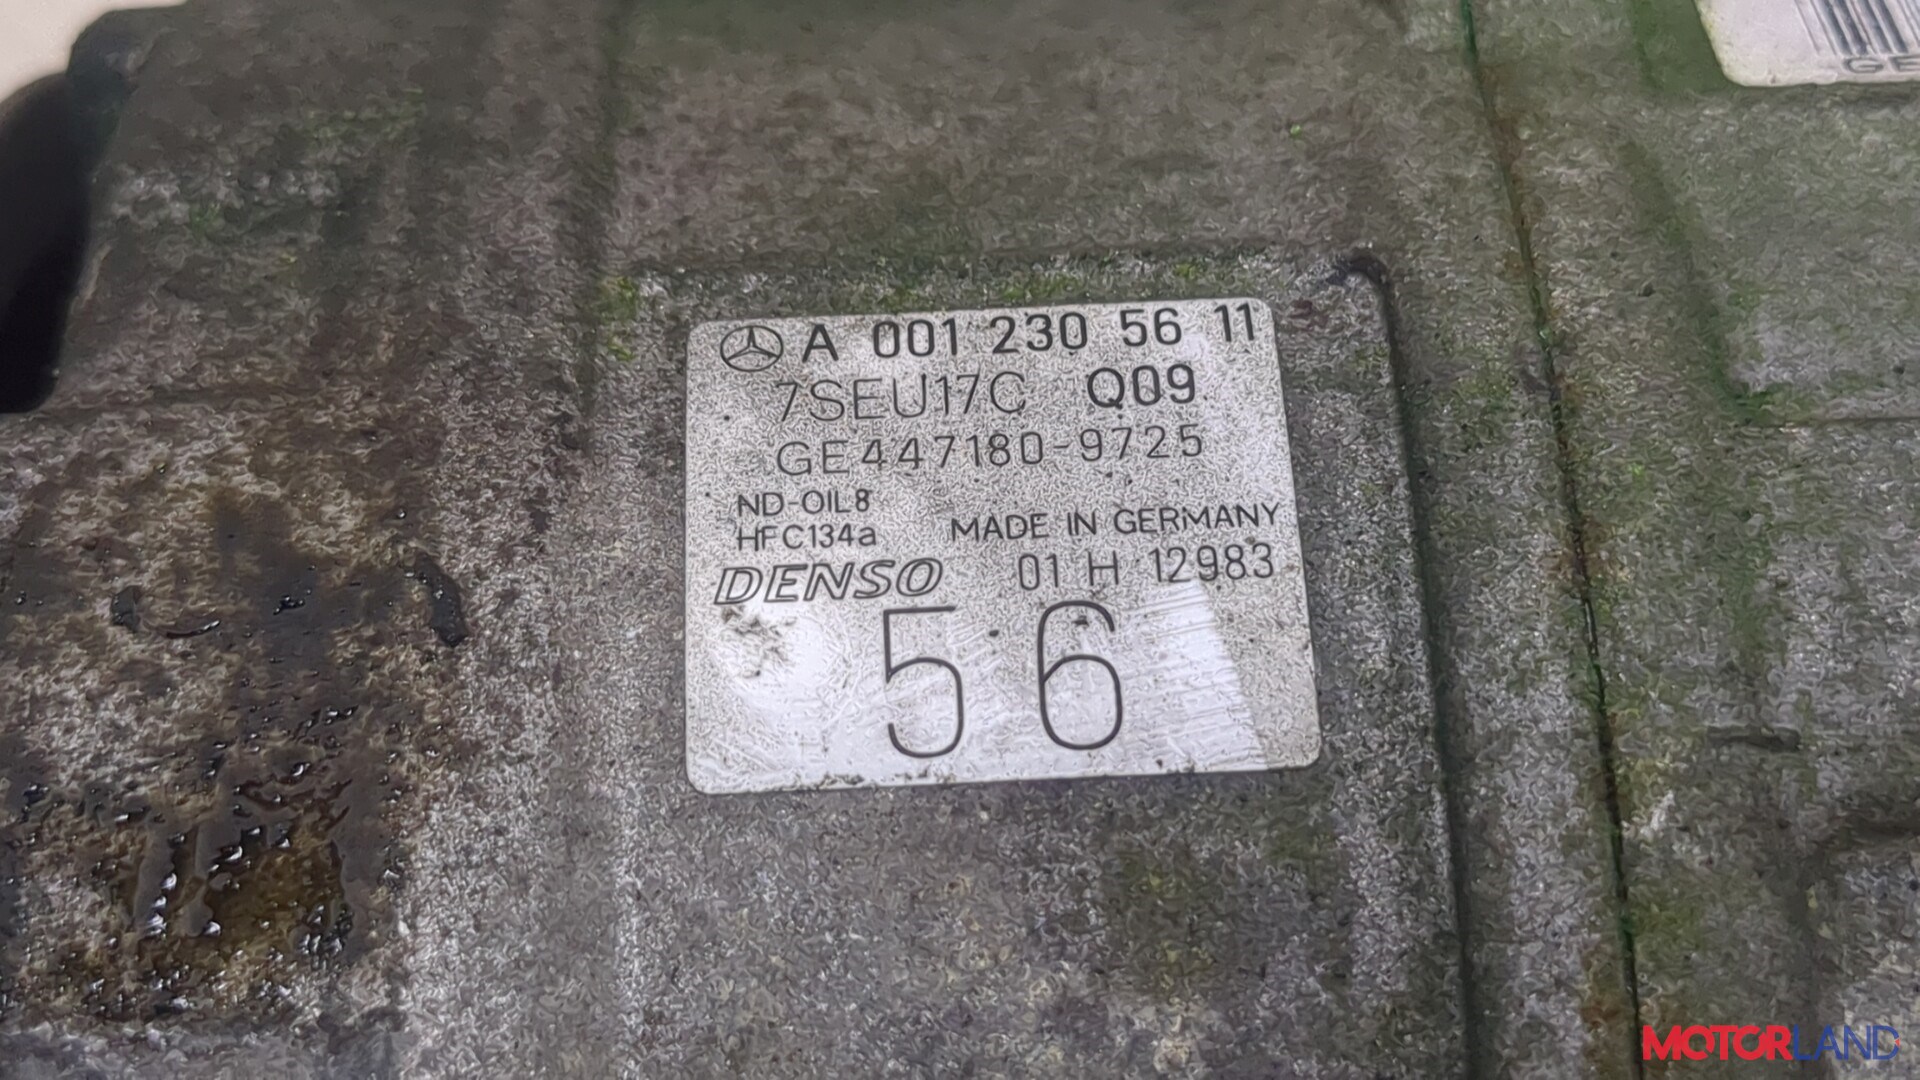 GE
A 001 230 56 11
7SEU17C Q09
GE447180-9725
ND-OIL8
HFC134a MADE IN GERMANY
DENSO 01 H 12983
56
MOTORLAND